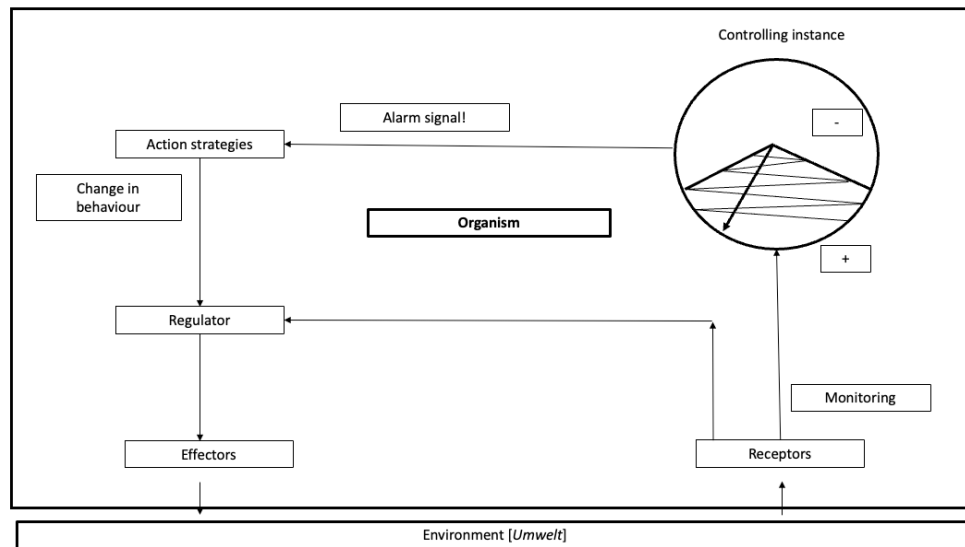 Controlling instance
-
Alarm signal!
Action strategies
Change in
behaviour
Organism
+
Regulator
Monitoring
Effectors
Receptors
Environment [Umwelt]